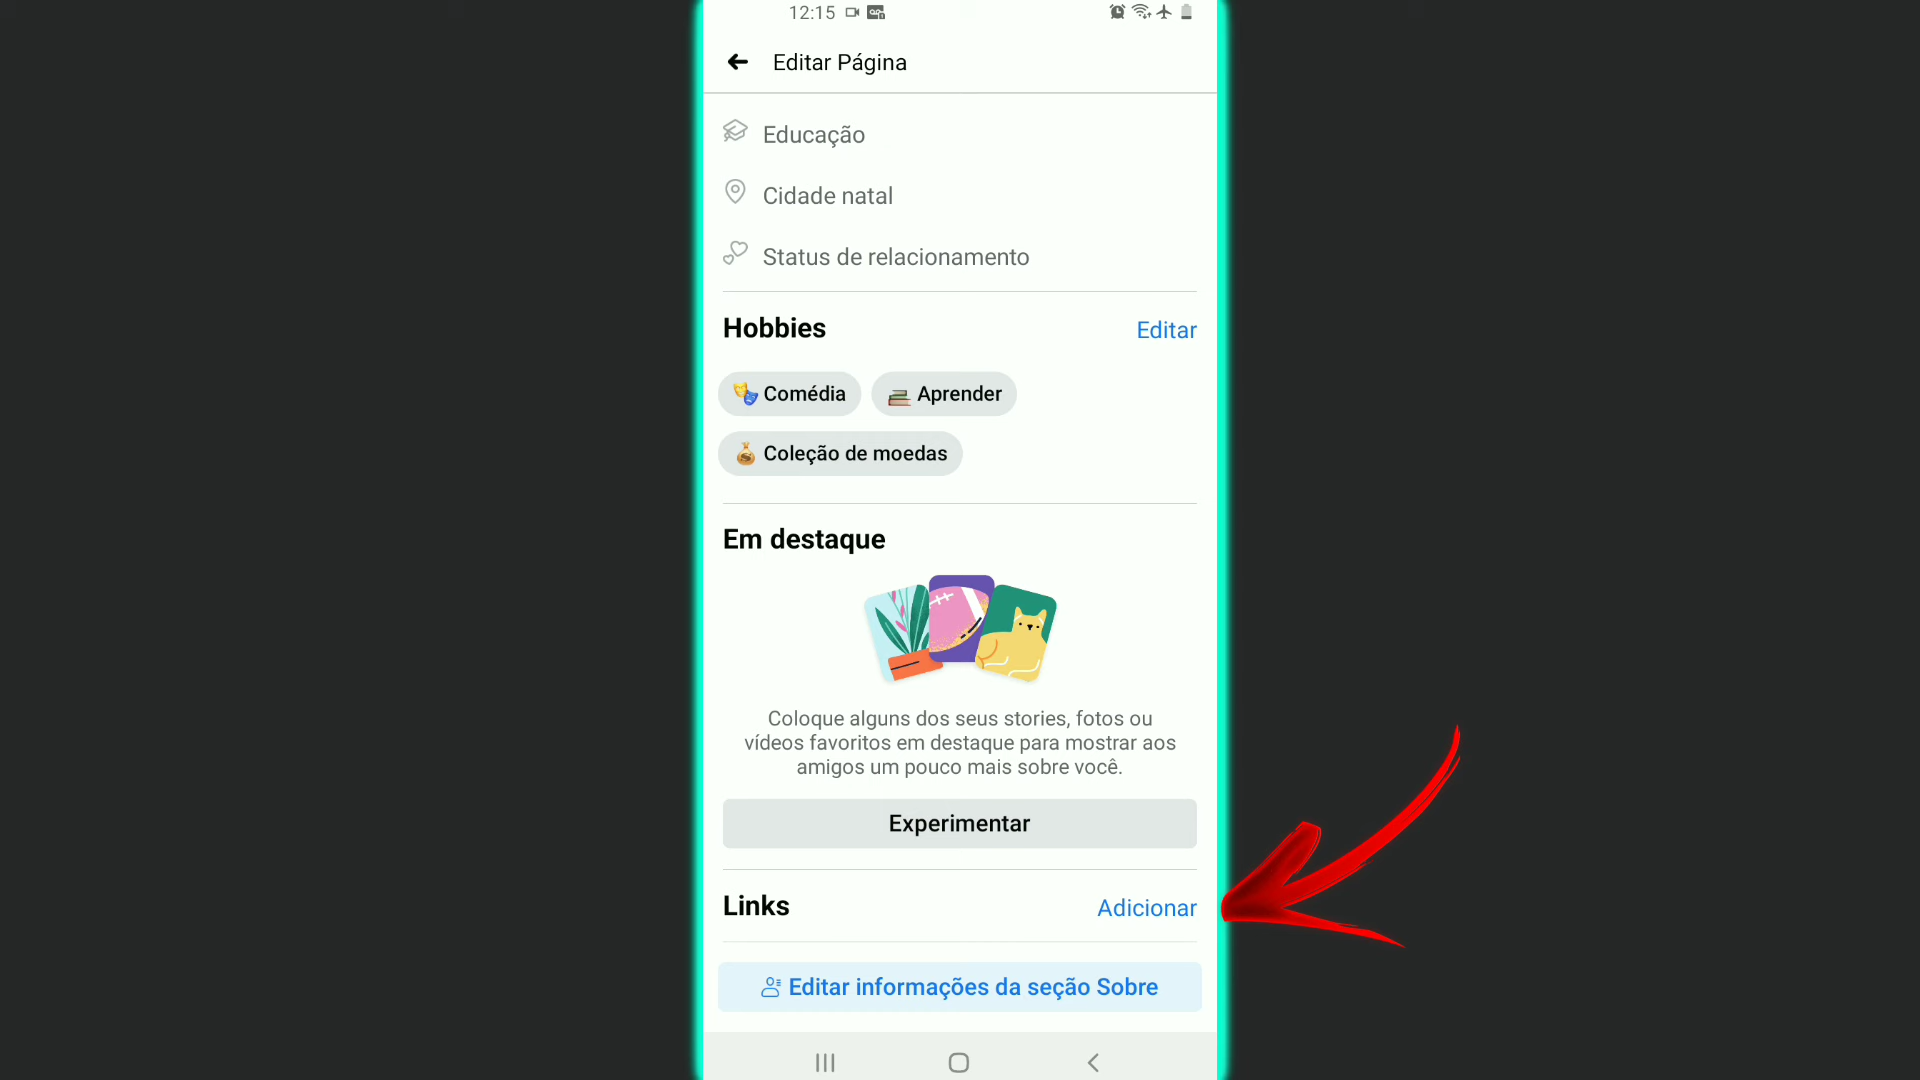 12:15
Editar Página
Educação
Cidade natal
Status de relacionamento
Hobbies
Editar
Comédia
Aprender
Coleção de moedas
Em destaque
Coloque alguns dos seus stories, fotos ou
vídeos favoritos em destaque para mostrar aos
amigos um pouco mais sobre você.
Experimentar
Links
Adicionar
Editar informações da seção Sobre